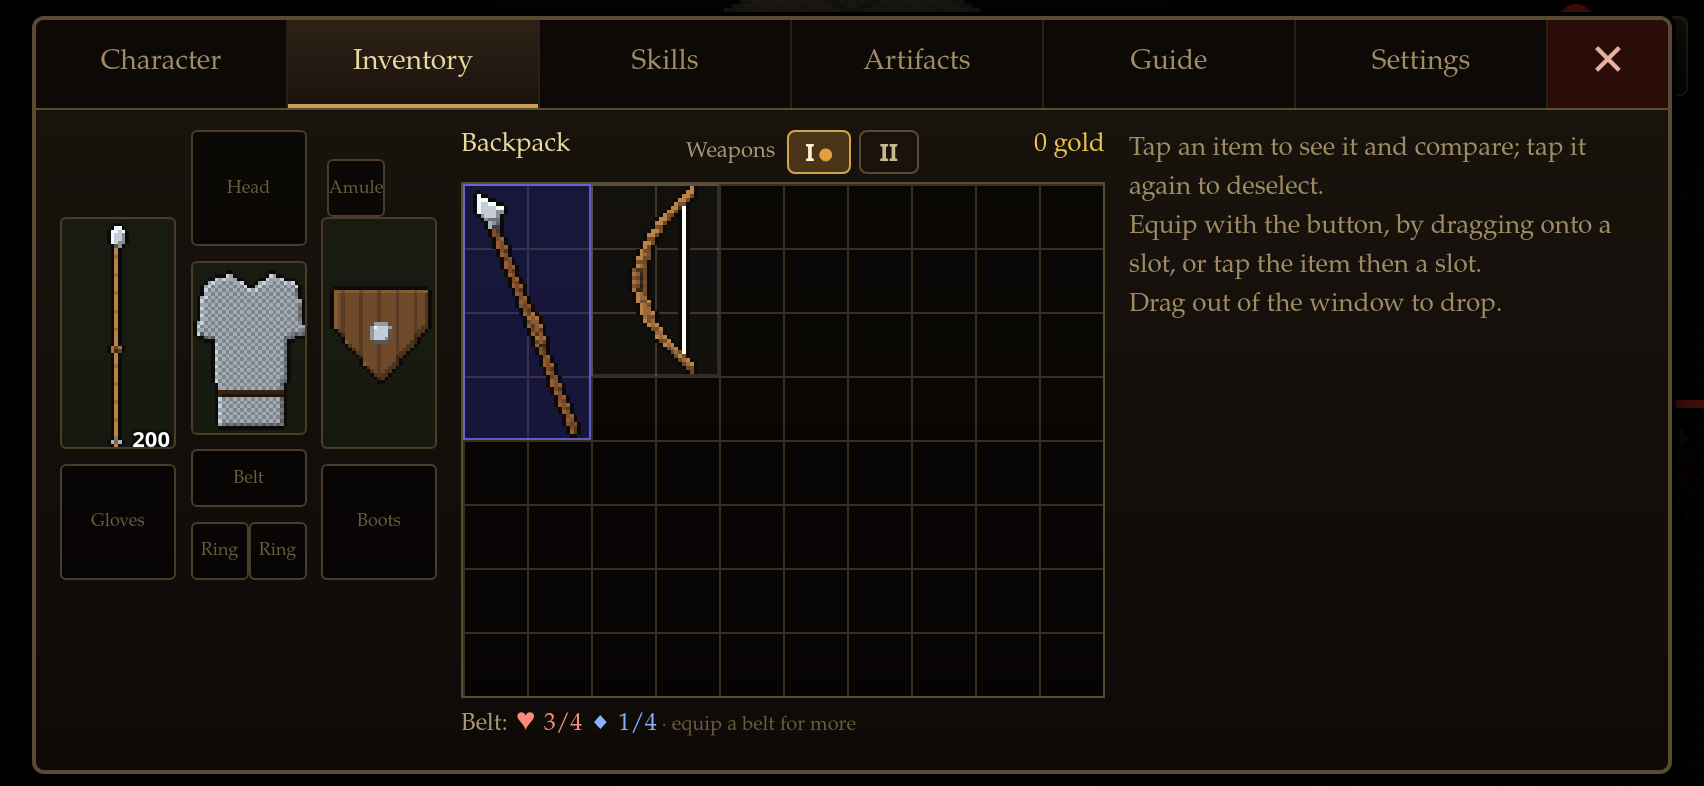 Character
Inventory
Skills
Artifacts
Guide
Settings
✕
Head
Amule
200
Belt
Gloves
Ring
Ring
Boots
Backpack
Weapons
I
II
0 gold
Belt: ♥ 3/4 ♦ 1/4 · equip a belt for more
Tap an item to see it and compare; tap it
again to deselect.
Equip with the button, by dragging onto a
slot, or tap the item then a slot.
Drag out of the window to drop.